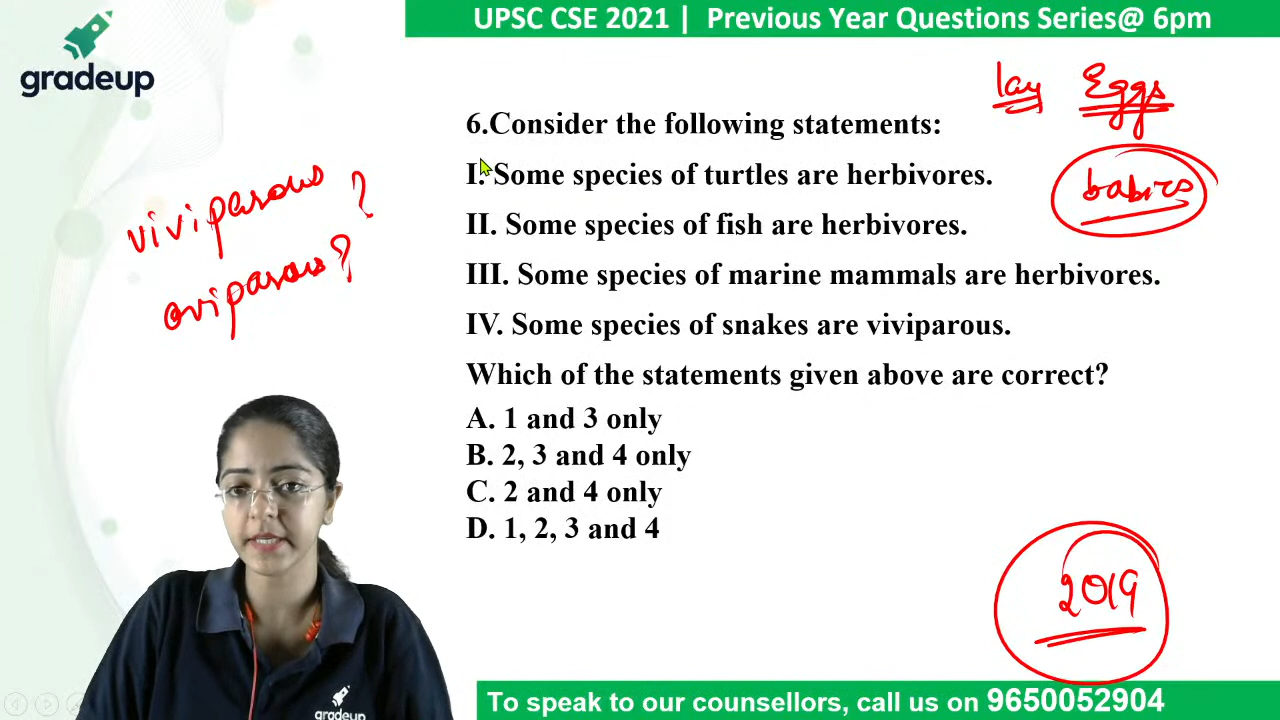 UPSC CSE 2021 | Previous Year Questions Series@ 6pm
gradeup
lay Eggs
babies
viviparous ?
oviparous ?
6.Consider the following statements:
I. Some species of turtles are herbivores.
II. Some species of fish are herbivores.
III. Some species of marine mammals are herbivores.
IV. Some species of snakes are viviparous.
Which of the statements given above are correct?
A. 1 and 3 only
B. 2, 3 and 4 only
C. 2 and 4 only
D. 1, 2, 3 and 4
2019
gradeup
To speak to our counsellors, call us on 9650052904